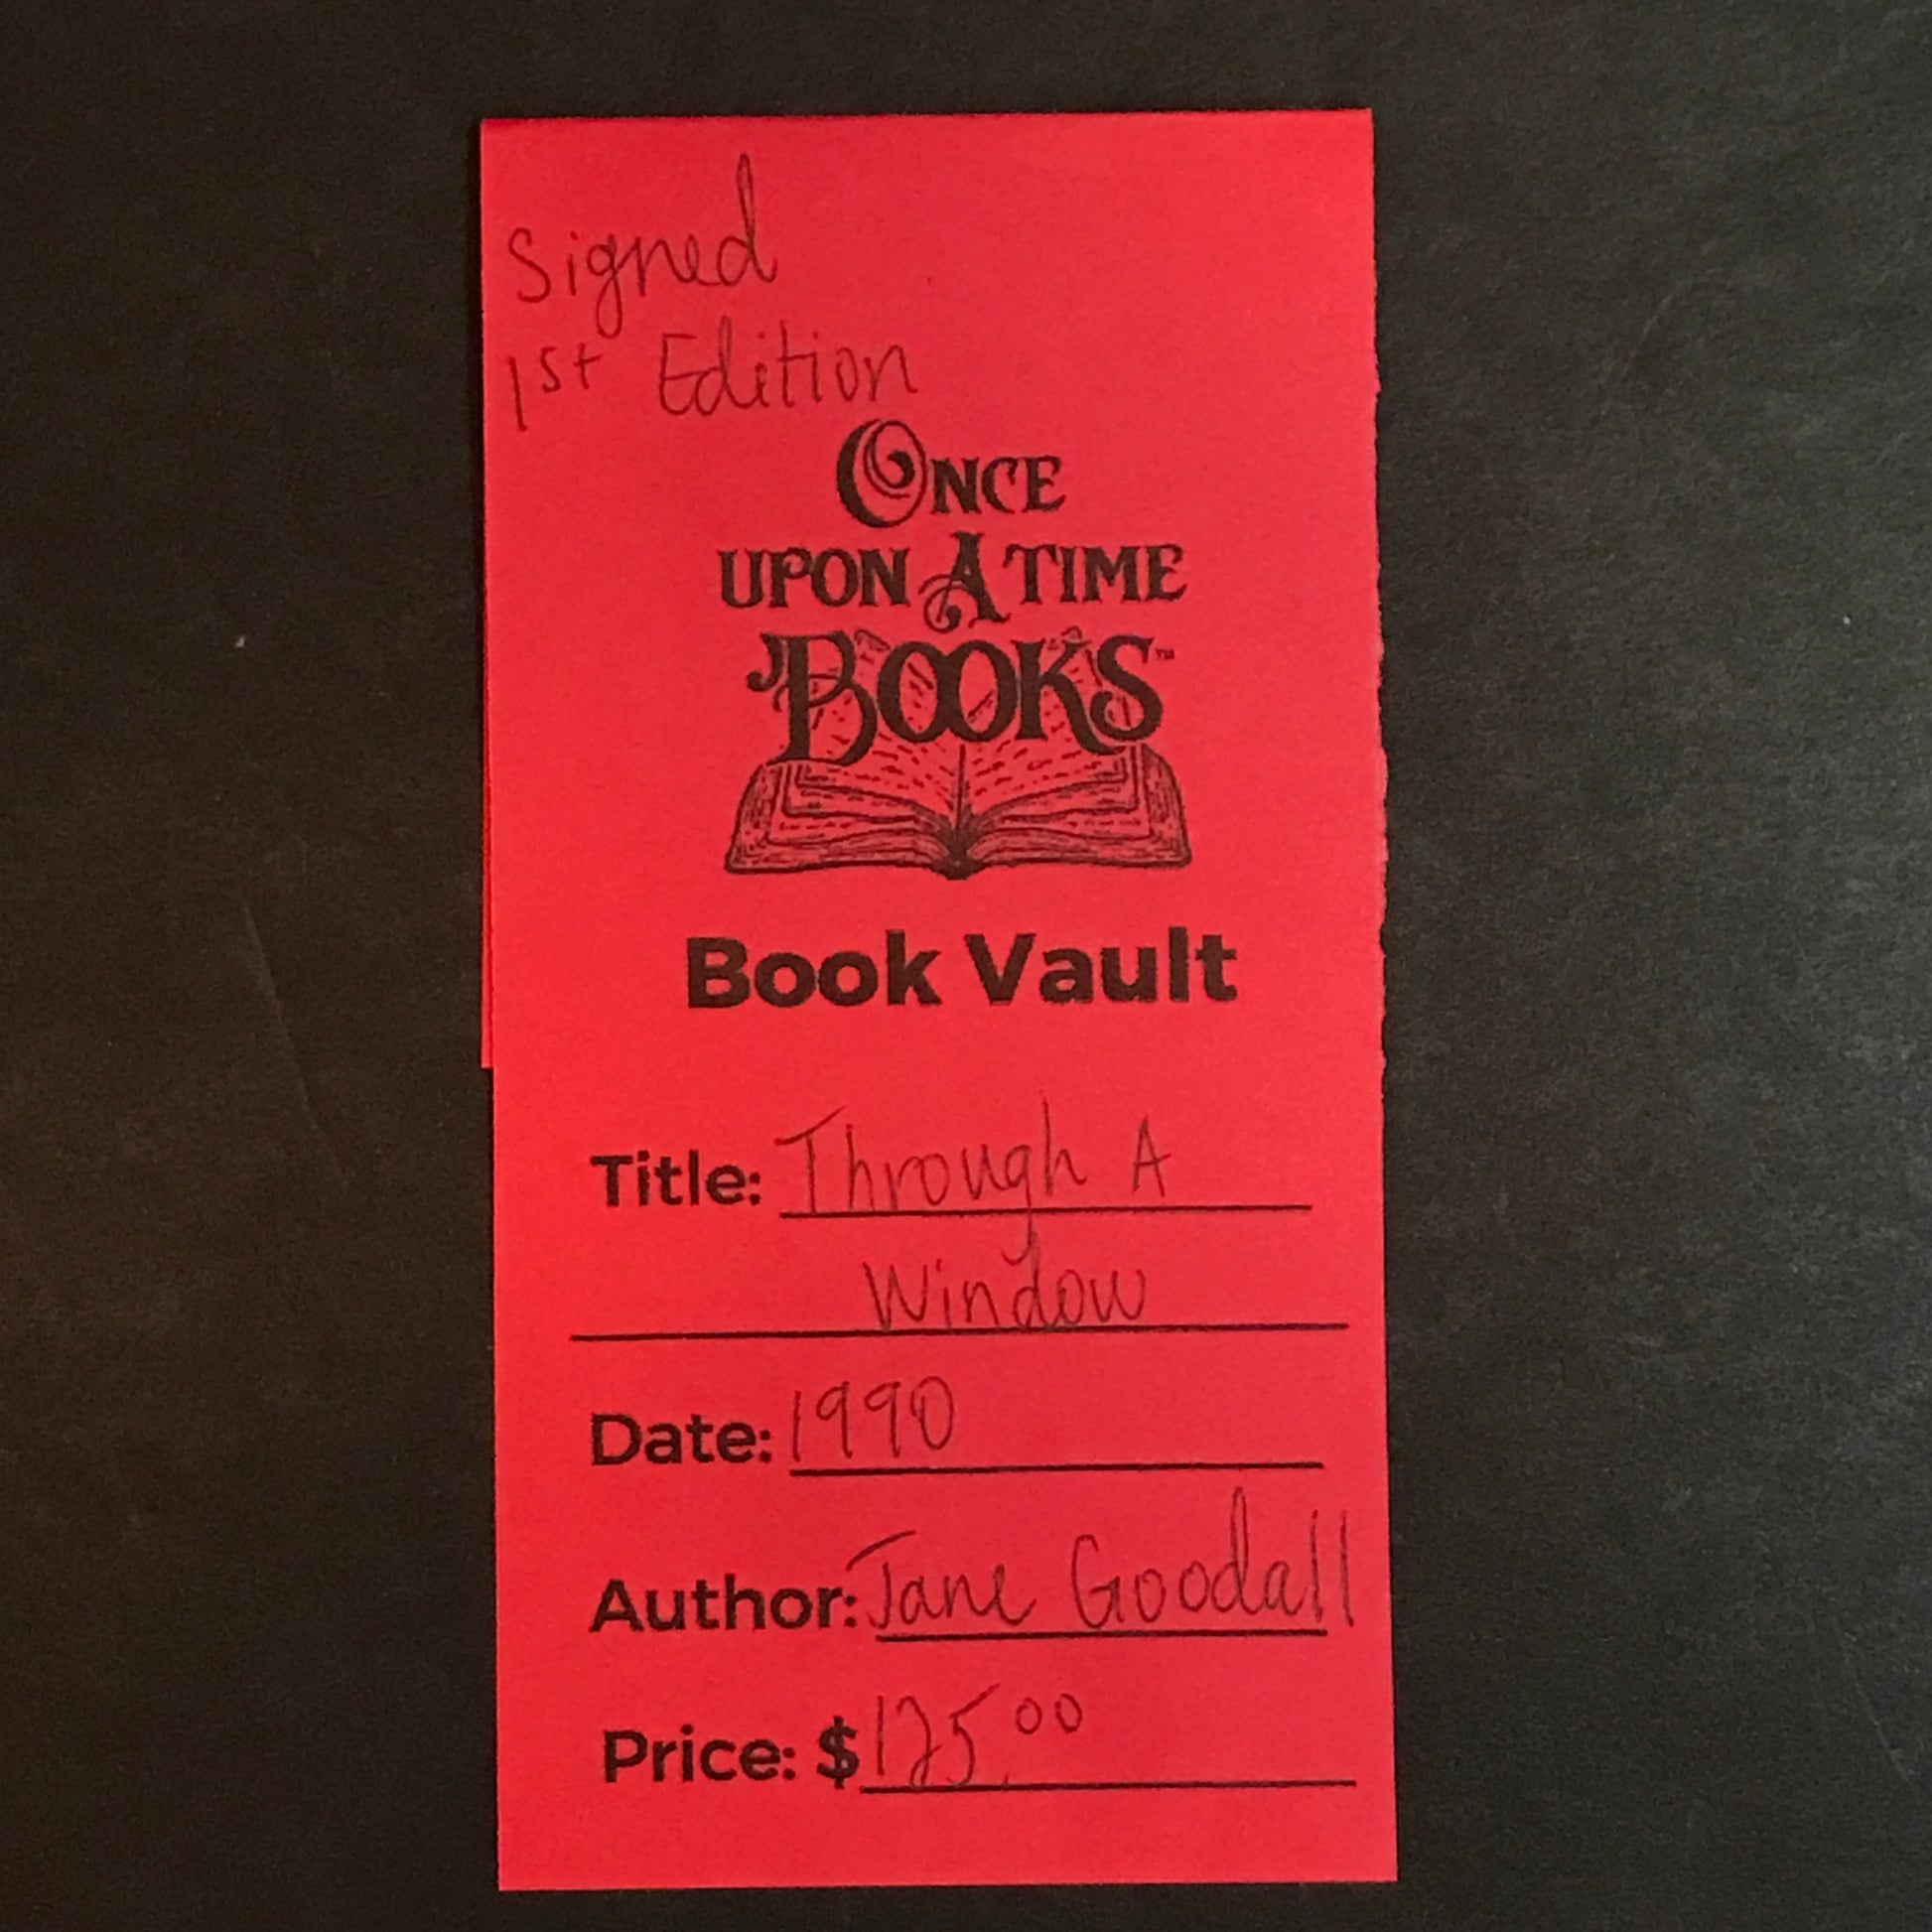 Signed
1st Edition
ONCE
UPON A TIME
BOOKS™
Book Vault
Title: Through A
Window
Date: 1990
Author: Jane Goodall
Price: $125.00